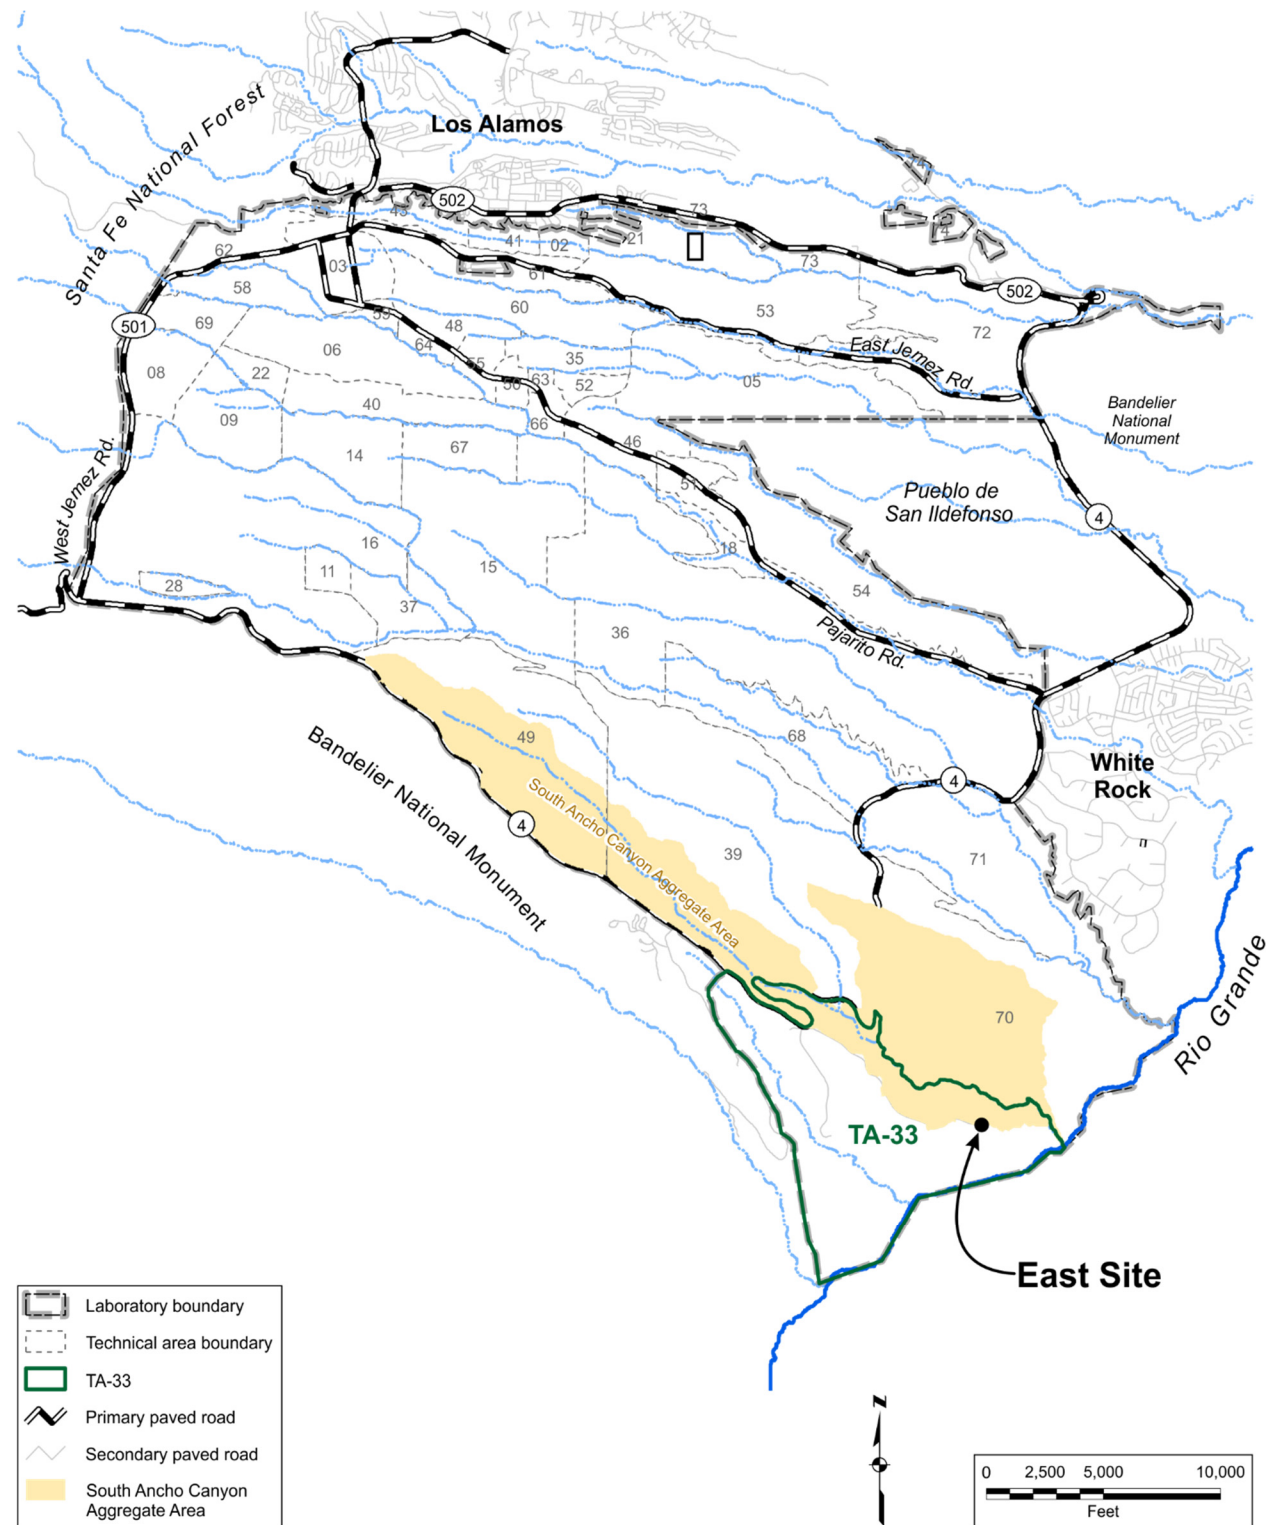 Santa Fe National Forest
Los Alamos
502
73
43
41
02
21
62
03
61
73
58
60
53
502
501
69
59
48
72
64
06
35
East Jemez Rd.
55
08
22
50
63
52
05
40
Bandelier
National
Monument
09
66
67
46
14
West Jemez Rd.
51
Pueblo de
San Ildefonso
4
16
18
11
15
28
54
37
36
Pajarito Rd.
49
68
Bandelier National Monument
White
Rock
4
South Ancho Canyon Aggregate Area
4
39
71
70
Rio Grande
TA-33
East Site
Laboratory boundary
Technical area boundary
TA-33
Primary paved road
Secondary paved road
South Ancho Canyon
Aggregate Area
N
0 2,500 5,000 10,000
Feet